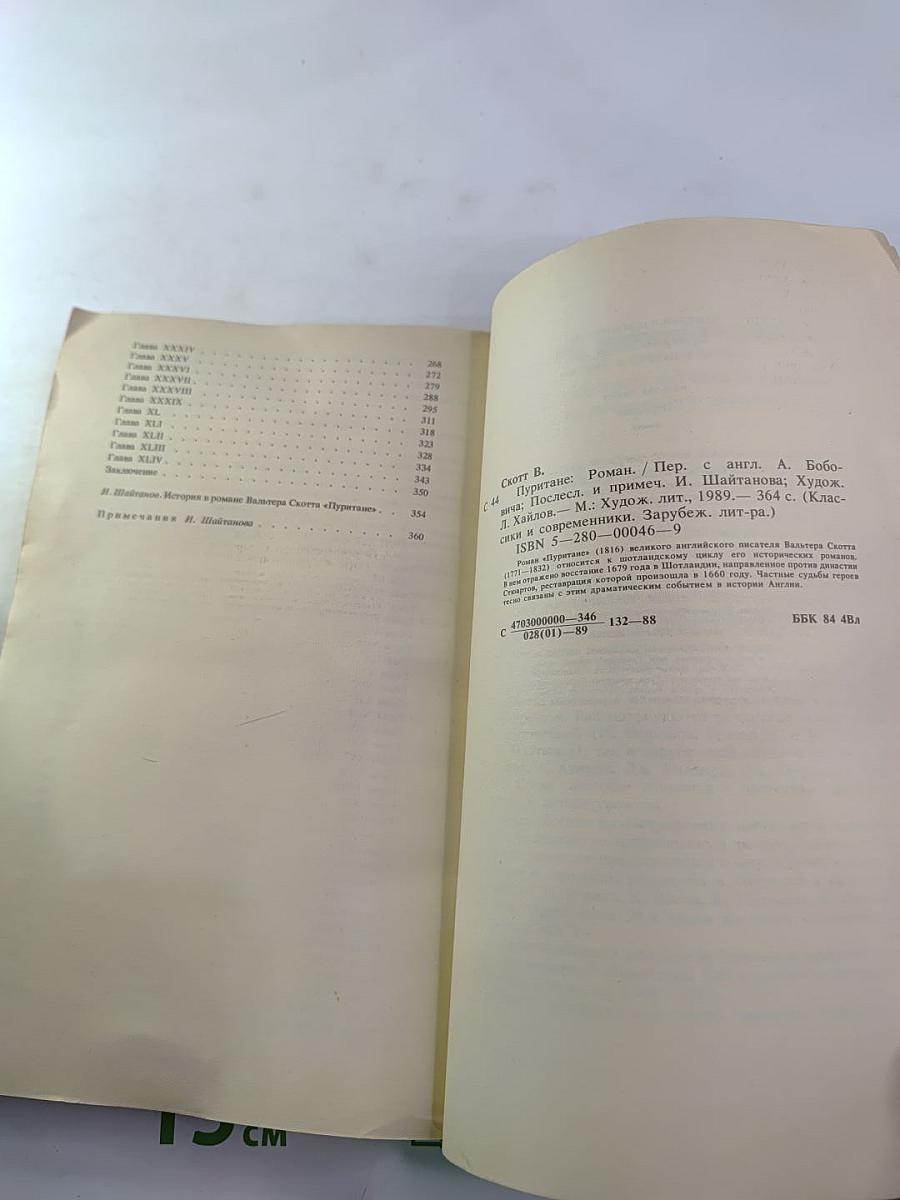 Глава XXXIV . . . 268
Глава XXXV . . . 272
Глава XXXVI . . . 279
Глава XXXVII . . . 288
Глава XXXVIII . . . 295
Глава XXXIX . . . 311
Глава XL . . . 318
Глава XLI . . . 323
Глава XLII . . . 328
Глава XLIII . . . 334
Глава XLIV . . . 343
Заключение . . . 350
И. Шайтанов. История в романе Вальтера Скотта «Пуритане» . . 354
Примечания И. Шайтанова . . . 360
Скотт В.
С 44 Пуритане: Роман. / Пер. с англ. А. Бобо-
вича; Послесл. и примеч. И. Шайтанова; Худож.
Л. Хайлов.— М.: Худож. лит., 1989.— 364 с. (Клас-
сики и современники. Зарубеж. лит-ра.)
ISBN 5—280—00046—9
Роман «Пуритане» (1816) великого английского писателя Вальтера Скотта
(1771—1832) относится к шотландскому циклу его исторических романов.
В нем отражено восстание 1679 года в Шотландии, направленное против династии
Стюартов, реставрация которой произошла в 1660 году. Частные судьбы героев
тесно связаны с этим драматическим событием в истории Англии.
С 4703000000—346 132—88 ББК 84 4Вл
028(01)—89
15 см